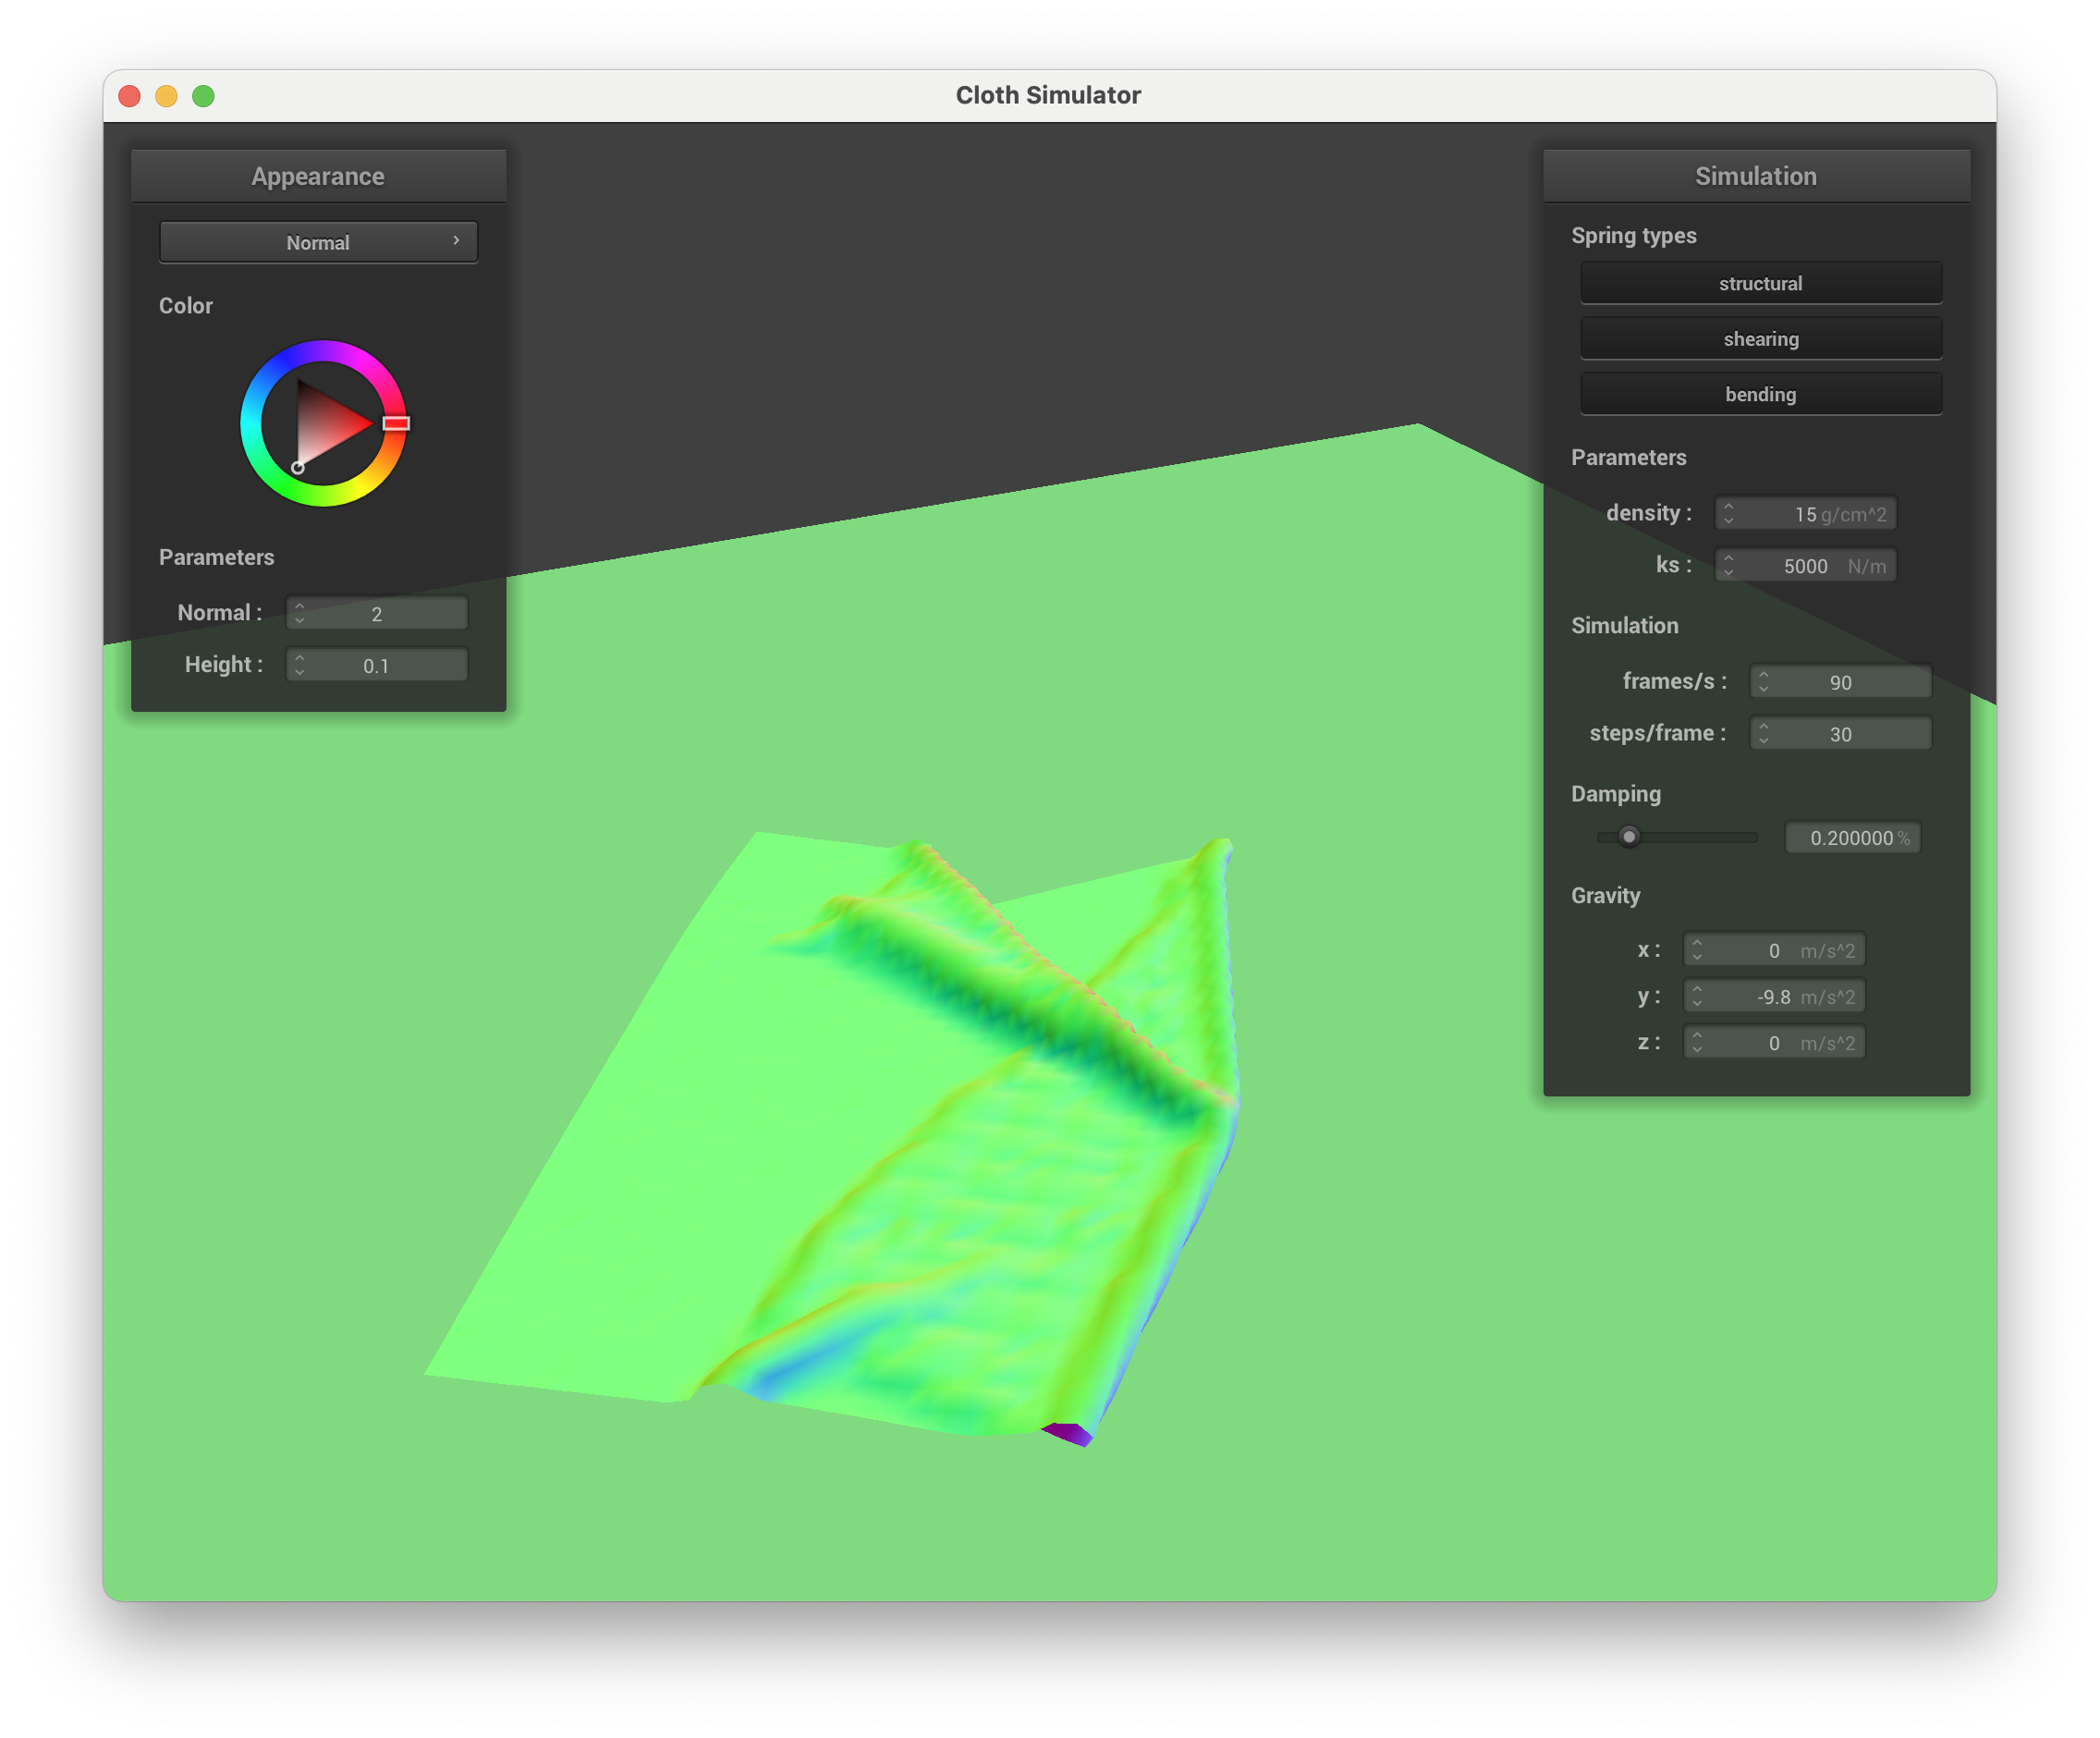 Cloth Simulator
Appearance
Normal
Color
Parameters
Normal : 2
Height : 0.1
Simulation
Spring types
structural
shearing
bending
Parameters
density : 15 g/cm^2
ks : 5000 N/m
Simulation
frames/s : 90
steps/frame : 30
Damping
0.200000 %
Gravity
x : 0 m/s^2
y : -9.8 m/s^2
z : 0 m/s^2